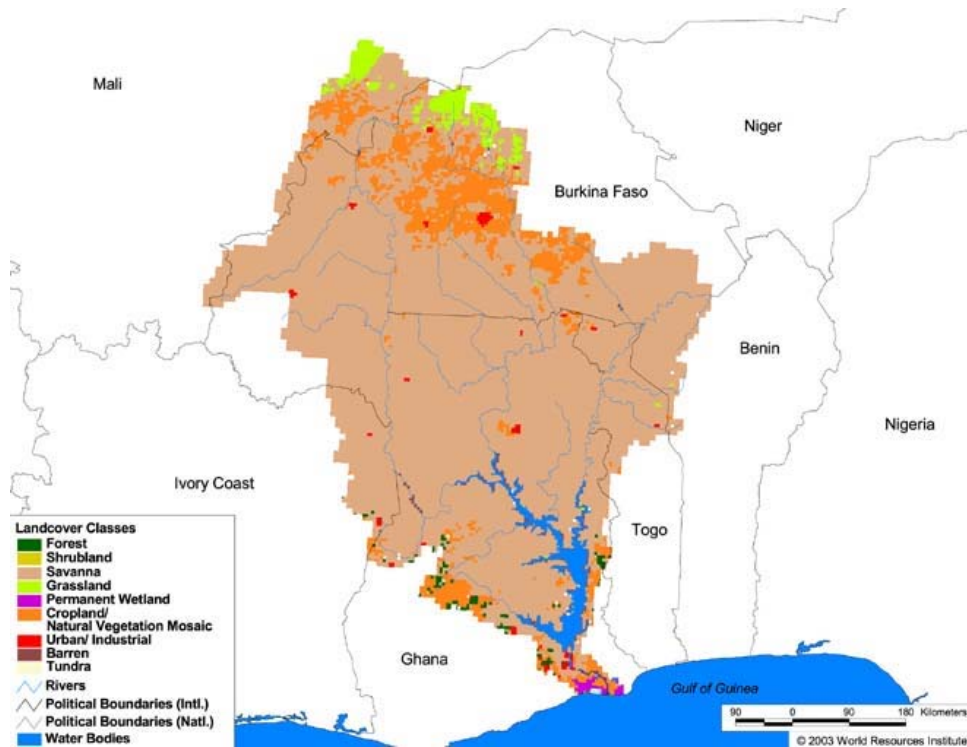 Mali
Niger
Burkina Faso
Benin
Nigeria
Ivory Coast
Togo
Ghana
Gulf of Guinea
Landcover Classes
Forest
Shrubland
Savanna
Grassland
Permanent Wetland
Cropland/
Natural Vegetation Mosaic
Urban/ Industrial
Barren
Tundra
Rivers
Political Boundaries (Intl.)
Political Boundaries (Natl.)
Water Bodies
90 0 90 180 Kilometers
© 2003 World Resources Institute